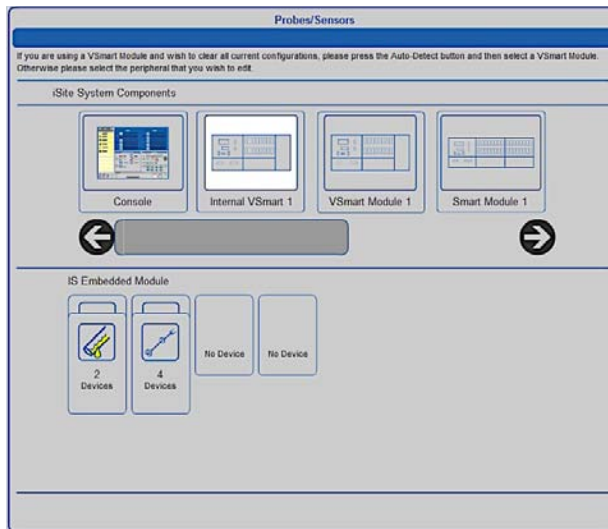 Probes/Sensors
If you are using a VSmart Module and wish to clear all current configurations, please press the Auto-Detect button and then select a VSmart Module.
Otherwise please select the peripheral that you wish to edit.
iSite System Components
Console
Internal VSmart 1
VSmart Module 1
Smart Module 1
IS Embedded Module
2
Devices
4
Devices
No Device
No Device